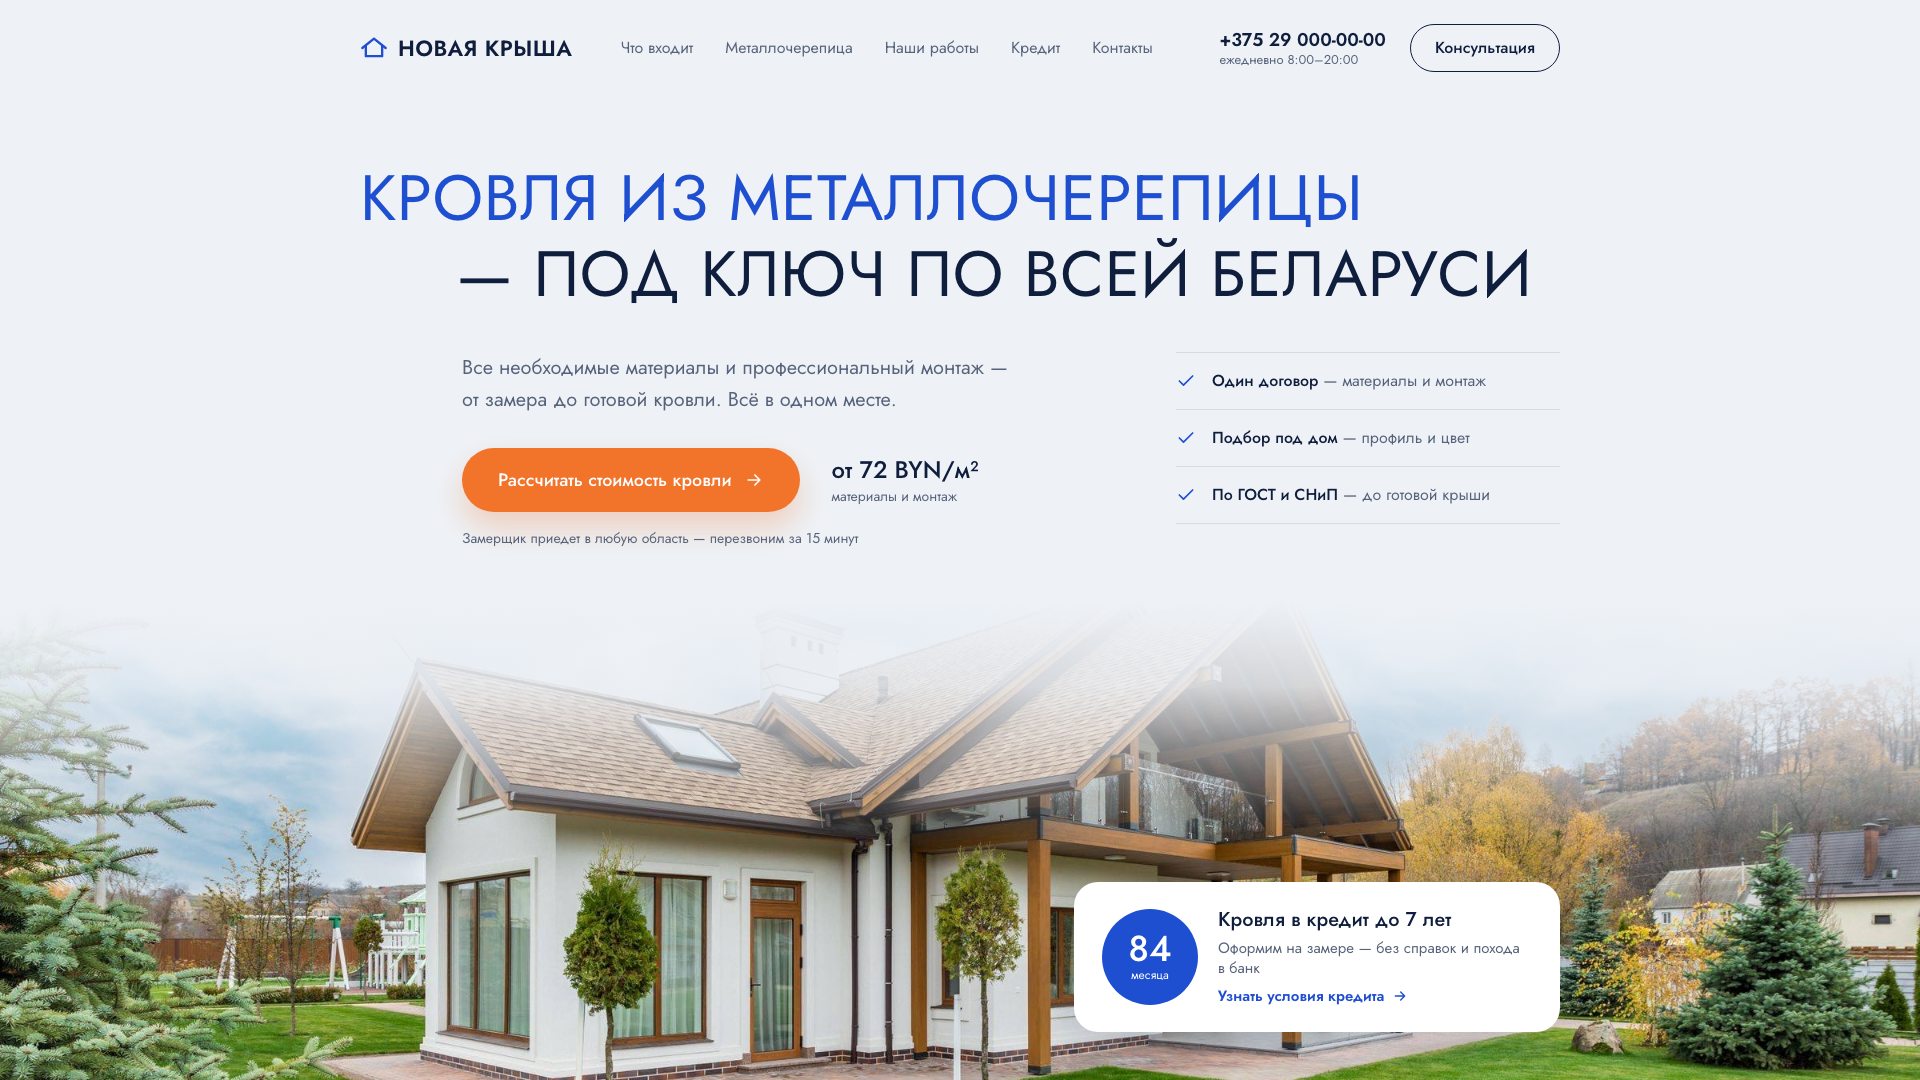 НОВАЯ КРЫША
Что входит
Металлочерепица
Наши работы
Кредит
Контакты
+375 29 000-00-00
ежедневно 8:00–20:00
Консультация
КРОВЛЯ ИЗ МЕТАЛЛОЧЕРЕПИЦЫ
— ПОД КЛЮЧ ПО ВСЕЙ БЕЛАРУСИ
Все необходимые материалы и профессиональный монтаж —
от замера до готовой кровли. Всё в одном месте.
Рассчитать стоимость кровли →
от 72 BYN/м²
материалы и монтаж
Замерщик приедет в любую область — перезвоним за 15 минут
Один договор — материалы и монтаж
Подбор под дом — профиль и цвет
По ГОСТ и СНиП — до готовой крыши
84
месяца
Кровля в кредит до 7 лет
Оформим на замере — без справок и похода
в банк
Узнать условия кредита →